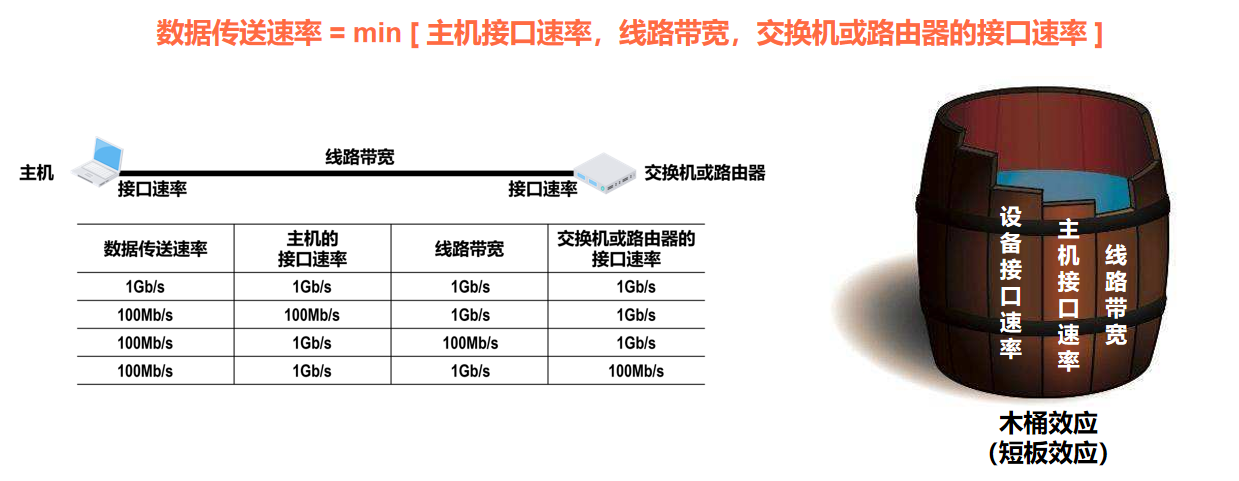 数据传送速率 = min [ 主机接口速率，线路带宽，交换机或路由器的接口速率 ]
主机
线路带宽
接口速率
接口速率
交换机或路由器
数据传送速率
主机的
接口速率
线路带宽
交换机或路由器的
接口速率
1Gb/s 1Gb/s 1Gb/s 1Gb/s
100Mb/s 100Mb/s 1Gb/s 1Gb/s
100Mb/s 1Gb/s 100Mb/s 1Gb/s
100Mb/s 1Gb/s 1Gb/s 100Mb/s
设备接口速率
主机接口速率
线路带宽
木桶效应
（短板效应）